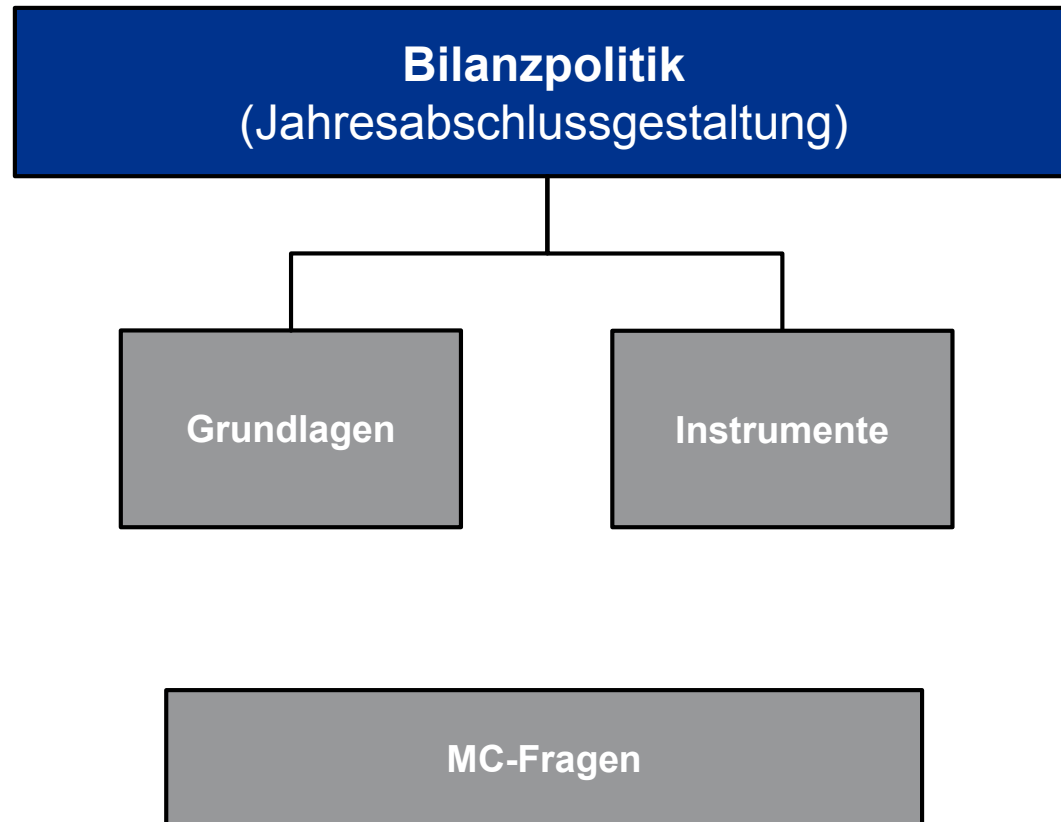 Bilanzpolitik
(Jahresabschlussgestaltung)
Grundlagen
Instrumente
MC-Fragen